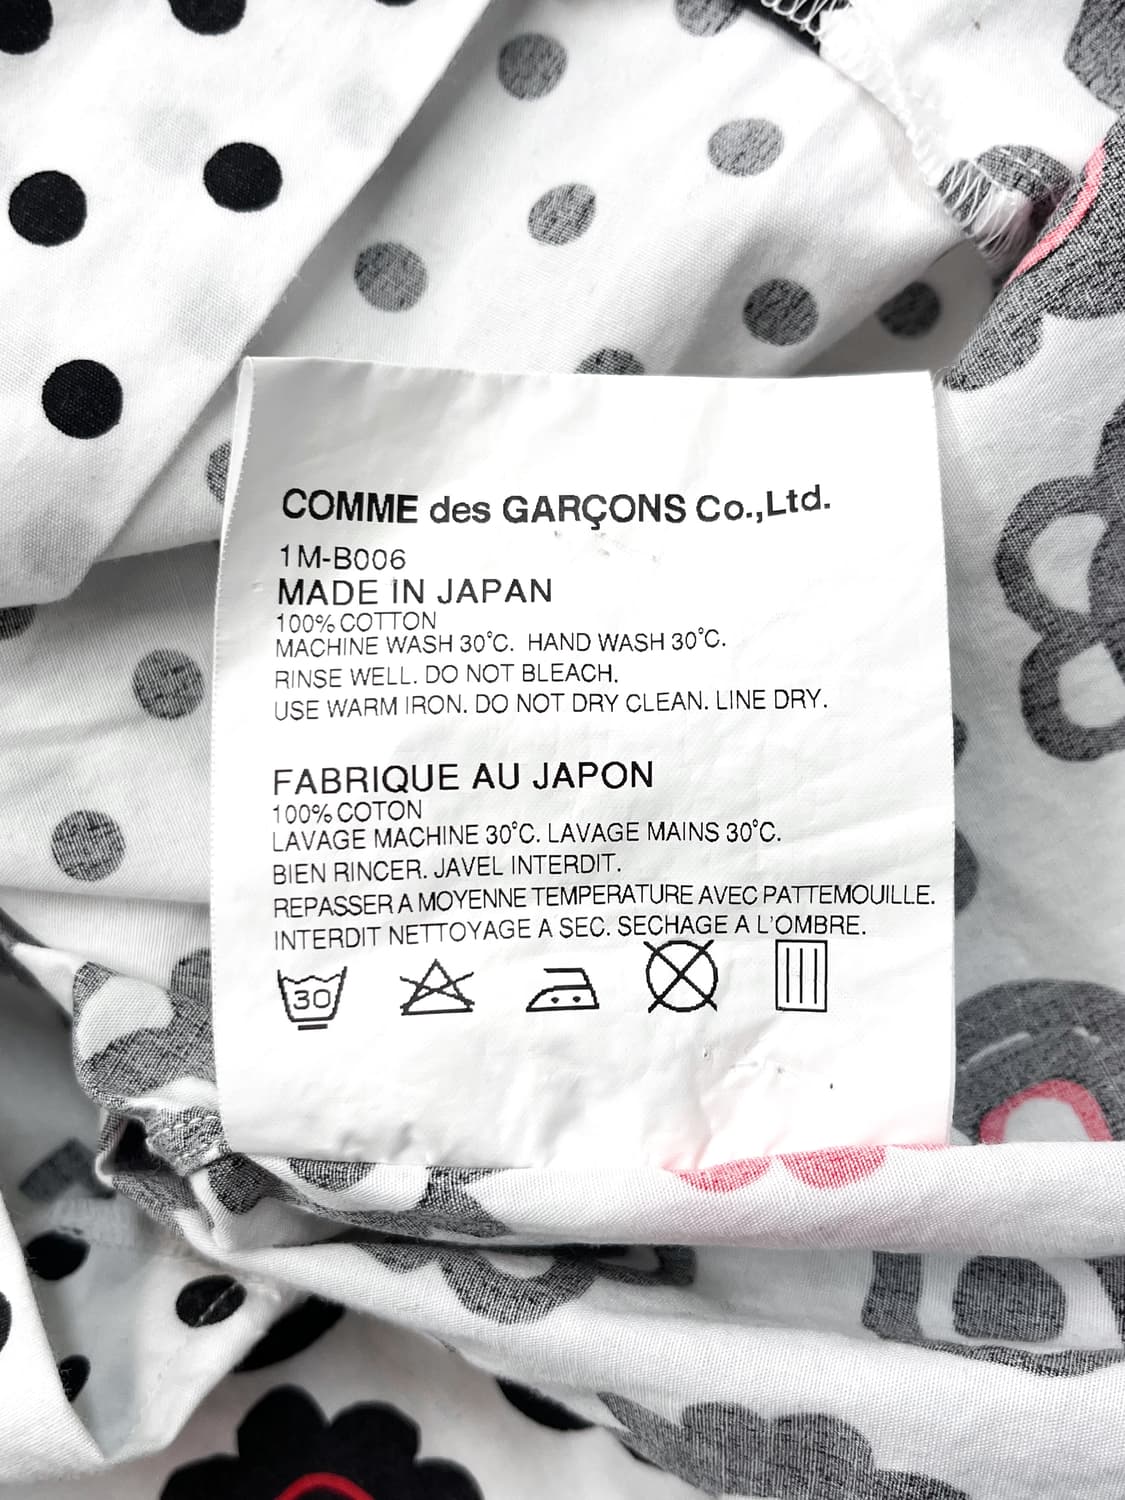 COMME des GARÇONS Co.,Ltd.
1M-B006
MADE IN JAPAN
100% COTTON
MACHINE WASH 30°C. HAND WASH 30°C.
RINSE WELL. DO NOT BLEACH.
USE WARM IRON. DO NOT DRY CLEAN. LINE DRY.
FABRIQUE AU JAPON
100% COTON
LAVAGE MACHINE 30°C. LAVAGE MAINS 30°C.
BIEN RINCER. JAVEL INTERDIT.
REPASSER A MOYENNE TEMPERATURE AVEC PATTEMOUILLE.
INTERDIT NETTOYAGE A SEC. SECHAGE A L'OMBRE.
30